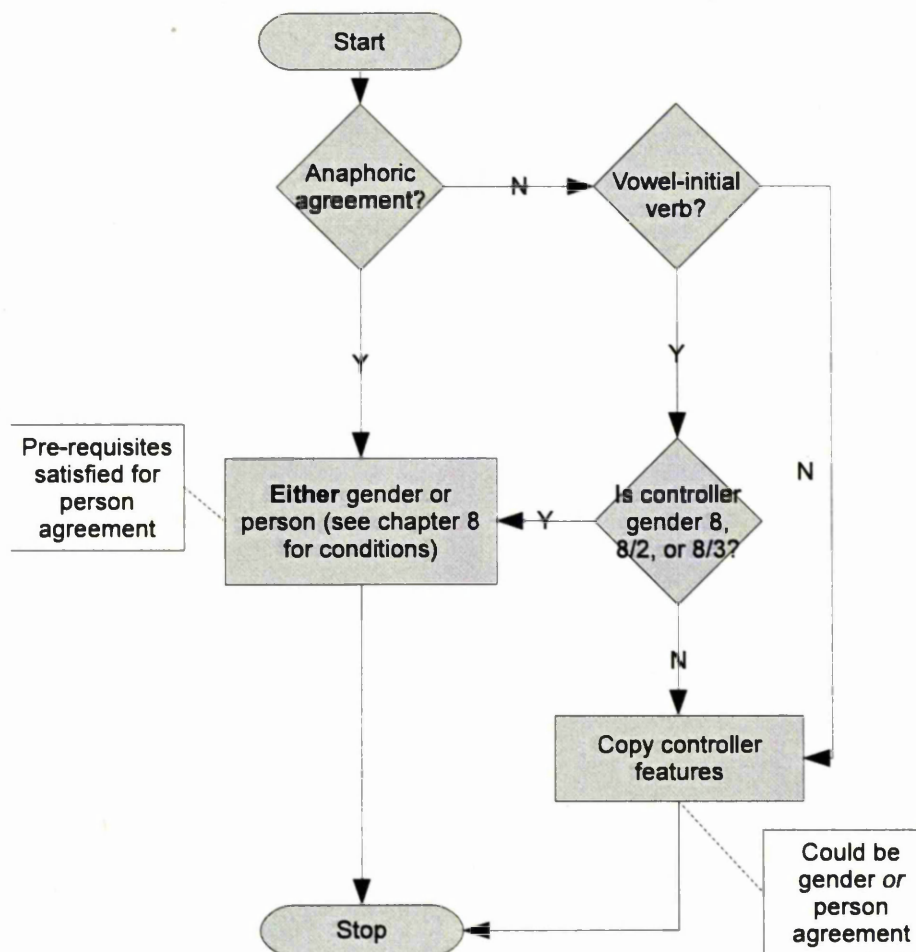 Start
Anaphoric
agreement?
N
Vowel-initial
verb?
Y
Y
N
Pre-requisites
satisfied for
person
agreement
Either gender or
person (see chapter 8
for conditions)
Y
Is controller
gender 8,
8/2, or 8/3?
N
Copy controller
features
Could be
gender or
person
agreement
Stop